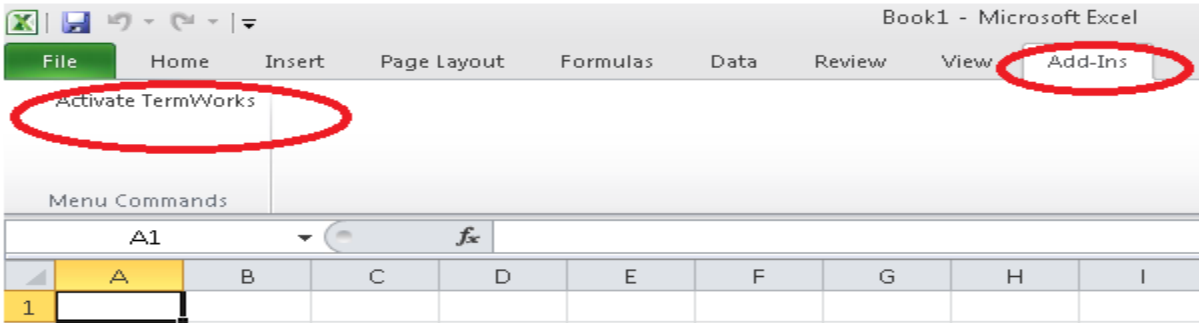 Book1 - Microsoft Excel
File Home Insert Page Layout Formulas Data Review View Add-Ins
Activate TermWorks
Menu Commands
A1 fx
A B C D E F G H I
1